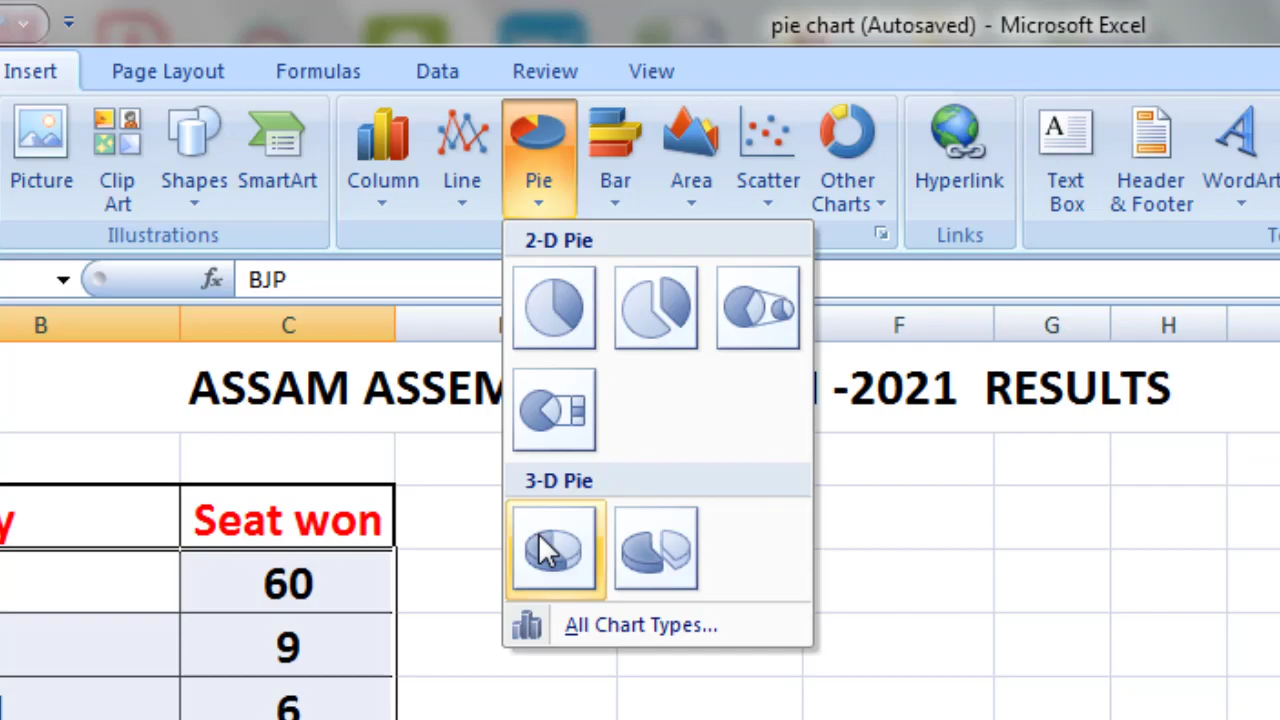 pie chart (Autosaved) - Microsoft Excel
Insert Page Layout Formulas Data Review View
Picture Clip Art Shapes SmartArt Column Line Pie Bar Area Scatter Other Charts Hyperlink Text Box Header & Footer WordArt
Illustrations Links
2-D Pie
fx BJP
B C F G H
ASSAM ASSEM -2021 RESULTS
3-D Pie
y Seat won
60
All Chart Types...
9
6